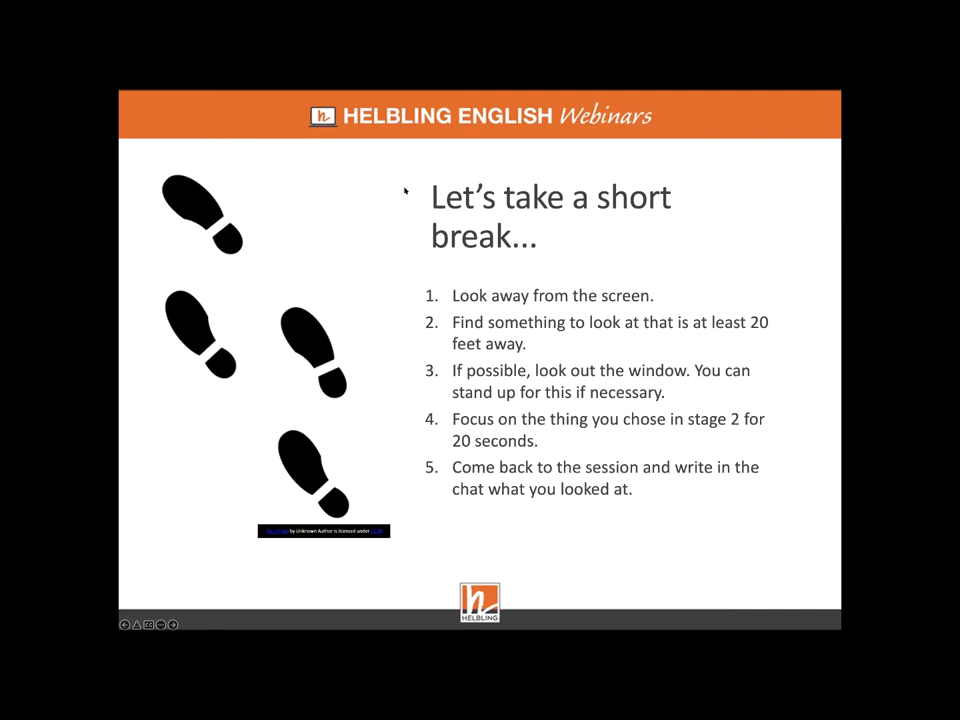 HELBLING ENGLISH Webinars
Let’s take a short
break...
1. Look away from the screen.
2. Find something to look at that is at least 20
feet away.
3. If possible, look out the window. You can
stand up for this if necessary.
4. Focus on the thing you chose in stage 2 for
20 seconds.
5. Come back to the session and write in the
chat what you looked at.
by Unknown Author is licensed under
HELBLING